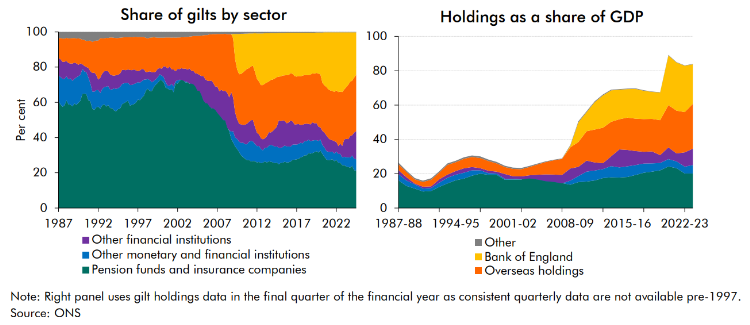 Share of gilts by sector
Holdings as a share of GDP
Per cent
100
80
60
40
20
0
1987 1992 1997 2002 2007 2012 2017 2022
100
80
60
40
20
0
1987-88 1994-95 2001-02 2008-09 2015-16 2022-23
Other financial institutions
Other monetary and financial institutions
Pension funds and insurance companies
Other
Bank of England
Overseas holdings
Note: Right panel uses gilt holdings data in the final quarter of the financial year as consistent quarterly data are not available pre-1997.
Source: ONS